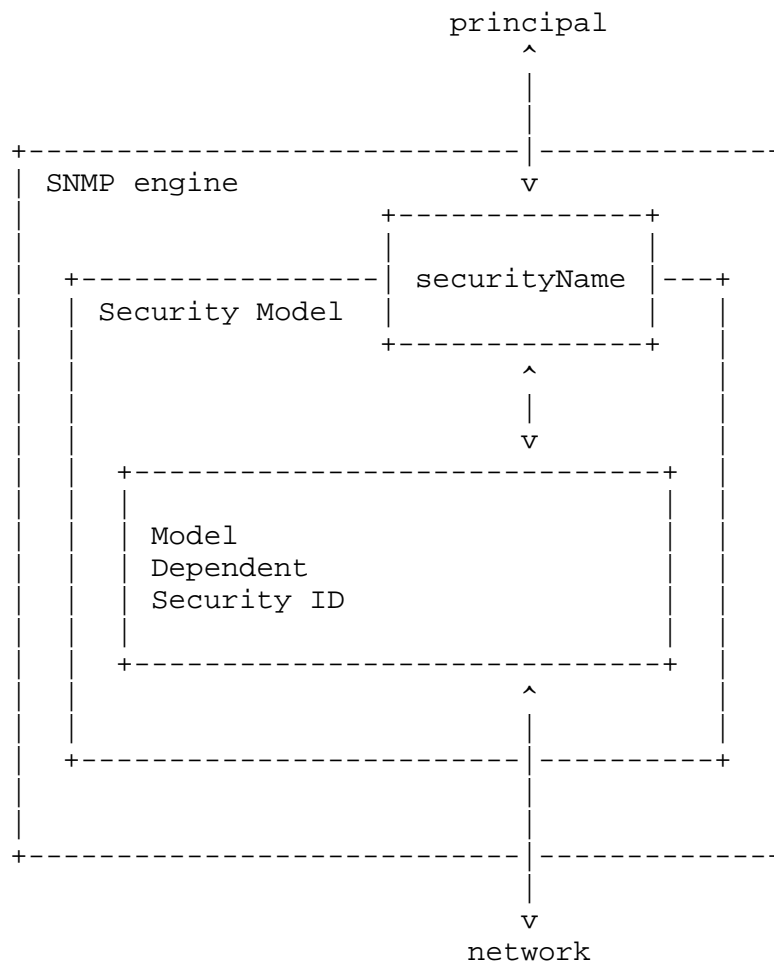 principal
SNMP engine
securityName
Security Model
Model
Dependent
Security ID
network